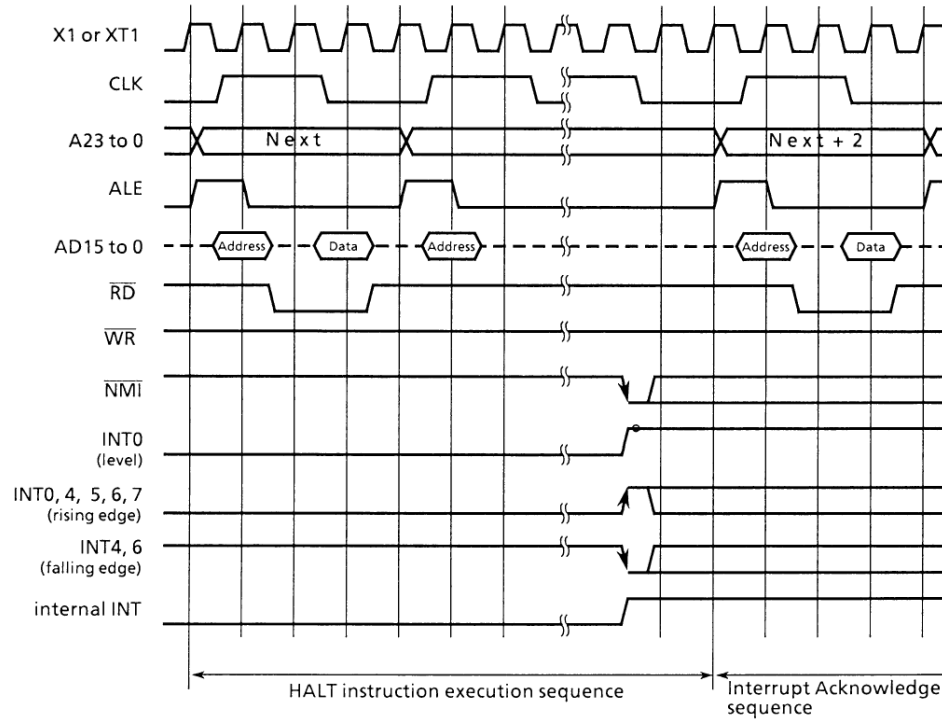 X1 or XT1
CLK
A23 to 0
Next
Next + 2
ALE
AD15 to 0
Address
Data
Address
Address
Data
RD
WR
NMI
INT0
(level)
INT0, 4, 5, 6, 7
(rising edge)
INT4, 6
(falling edge)
internal INT
HALT instruction execution sequence
Interrupt Acknowledge
sequence